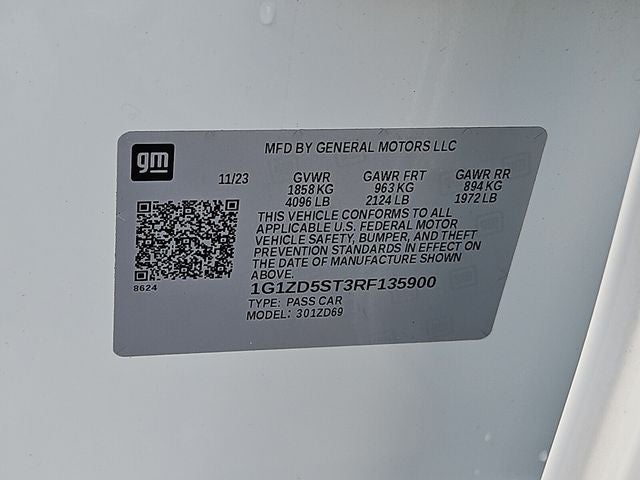 gm
MFD BY GENERAL MOTORS LLC
11/23 GVWR GAWR FRT GAWR RR
1858 KG 963 KG 894 KG
4096 LB 2124 LB 1972 LB
THIS VEHICLE CONFORMS TO ALL
APPLICABLE U.S. FEDERAL MOTOR
VEHICLE SAFETY, BUMPER, AND THEFT
PREVENTION STANDARDS IN EFFECT ON
THE DATE OF MANUFACTURE SHOWN
ABOVE.
8624
1G1ZD5ST3RF135900
TYPE: PASS CAR
MODEL: 301ZD69